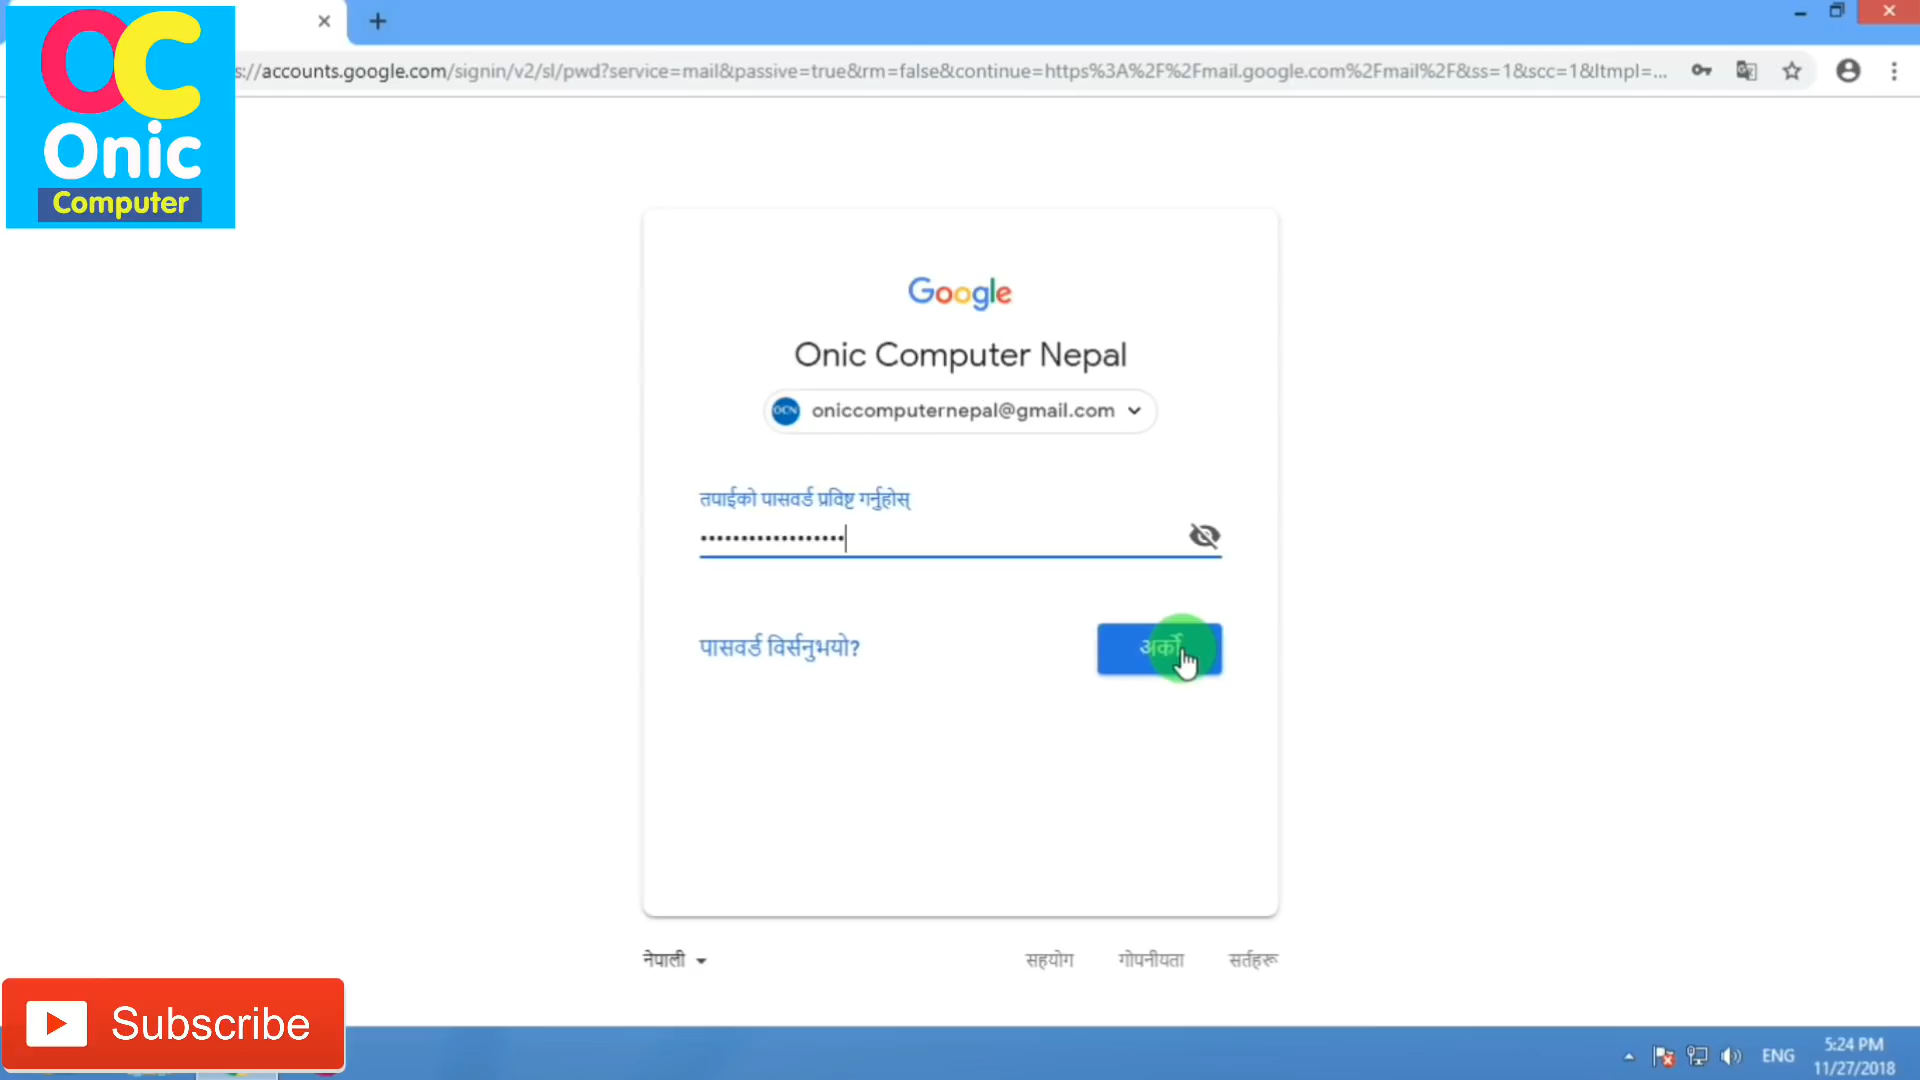 OC
Onic
Computer
s://accounts.google.com/signin/v2/sl/pwd?service=mail&passive=true&rm=false&continue=https%3A%2F%2Fmail.google.com%2Fmail%2F&ss=1&scc=1&ltmpl=...
Google
Onic Computer Nepal
OCN oniccomputernepal@gmail.com
तपाईको पासवर्ड प्रविष्ट गर्नुहोस्
••••••••••••••••••
पासवर्ड विर्सनुभयो?
अर्को
नेपाली
सहयोग
गोपनीयता
सर्तहरू
Subscribe
ENG
5:24 PM
11/27/2018